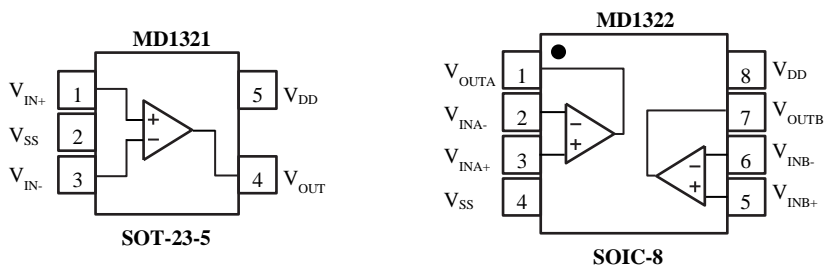 MD1321
V_IN+ 1
V_SS 2
V_IN- 3
5 V_DD
4 V_OUT
+
−
SOT-23-5
MD1322
V_OUTA 1
V_INA- 2
V_INA+ 3
V_SS 4
8 V_DD
7 V_OUTB
6 V_INB-
5 V_INB+
−
+
−
+
SOIC-8